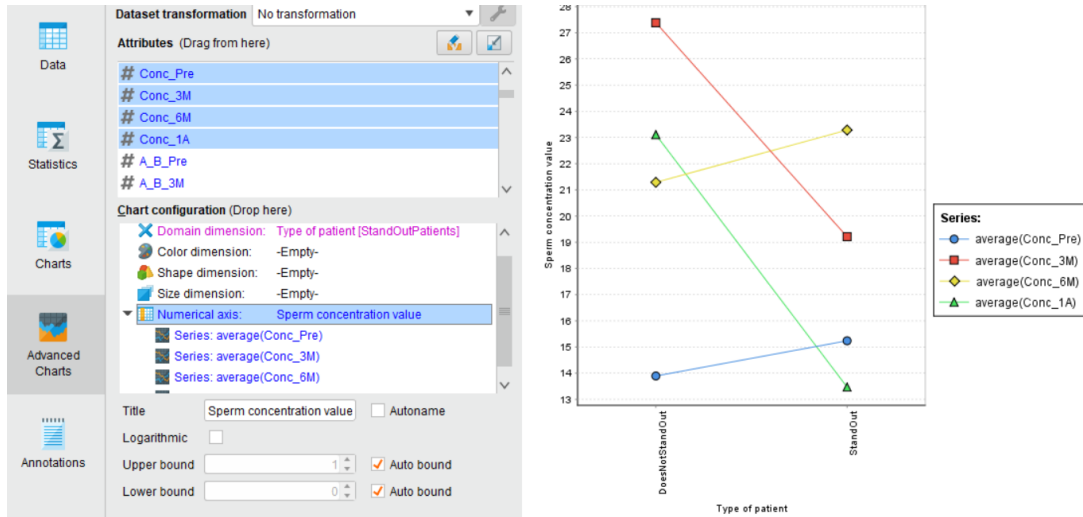 Data
Statistics
Charts
Advanced
Charts
Annotations
Dataset transformation No transformation
Attributes (Drag from here)
# Conc_Pre
# Conc_3M
# Conc_6M
# Conc_1A
# A_B_Pre
# A_B_3M
Chart configuration (Drop here)
Domain dimension: Type of patient [StandOutPatients]
Color dimension: -Empty-
Shape dimension: -Empty-
Size dimension: -Empty-
Numerical axis: Sperm concentration value
Series: average(Conc_Pre)
Series: average(Conc_3M)
Series: average(Conc_6M)
Title Sperm concentration value Autoname
Logarithmic
Upper bound 1 Auto bound
Lower bound 0 Auto bound
28
27
26
25
24
23
22
21
20
19
18
17
16
15
14
13
Sperm concentration value
DoesNotStandOut
StandOut
Type of patient
Series:
average(Conc_Pre)
average(Conc_3M)
average(Conc_6M)
average(Conc_1A)